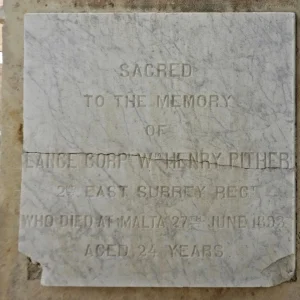 SACRED
TO THE MEMORY
OF
LANCE CORPL WM HENRY PITHER
2ND EAST SURREY REGT
WHO DIED AT MALTA 27TH JUNE
AGED 24 YEARS